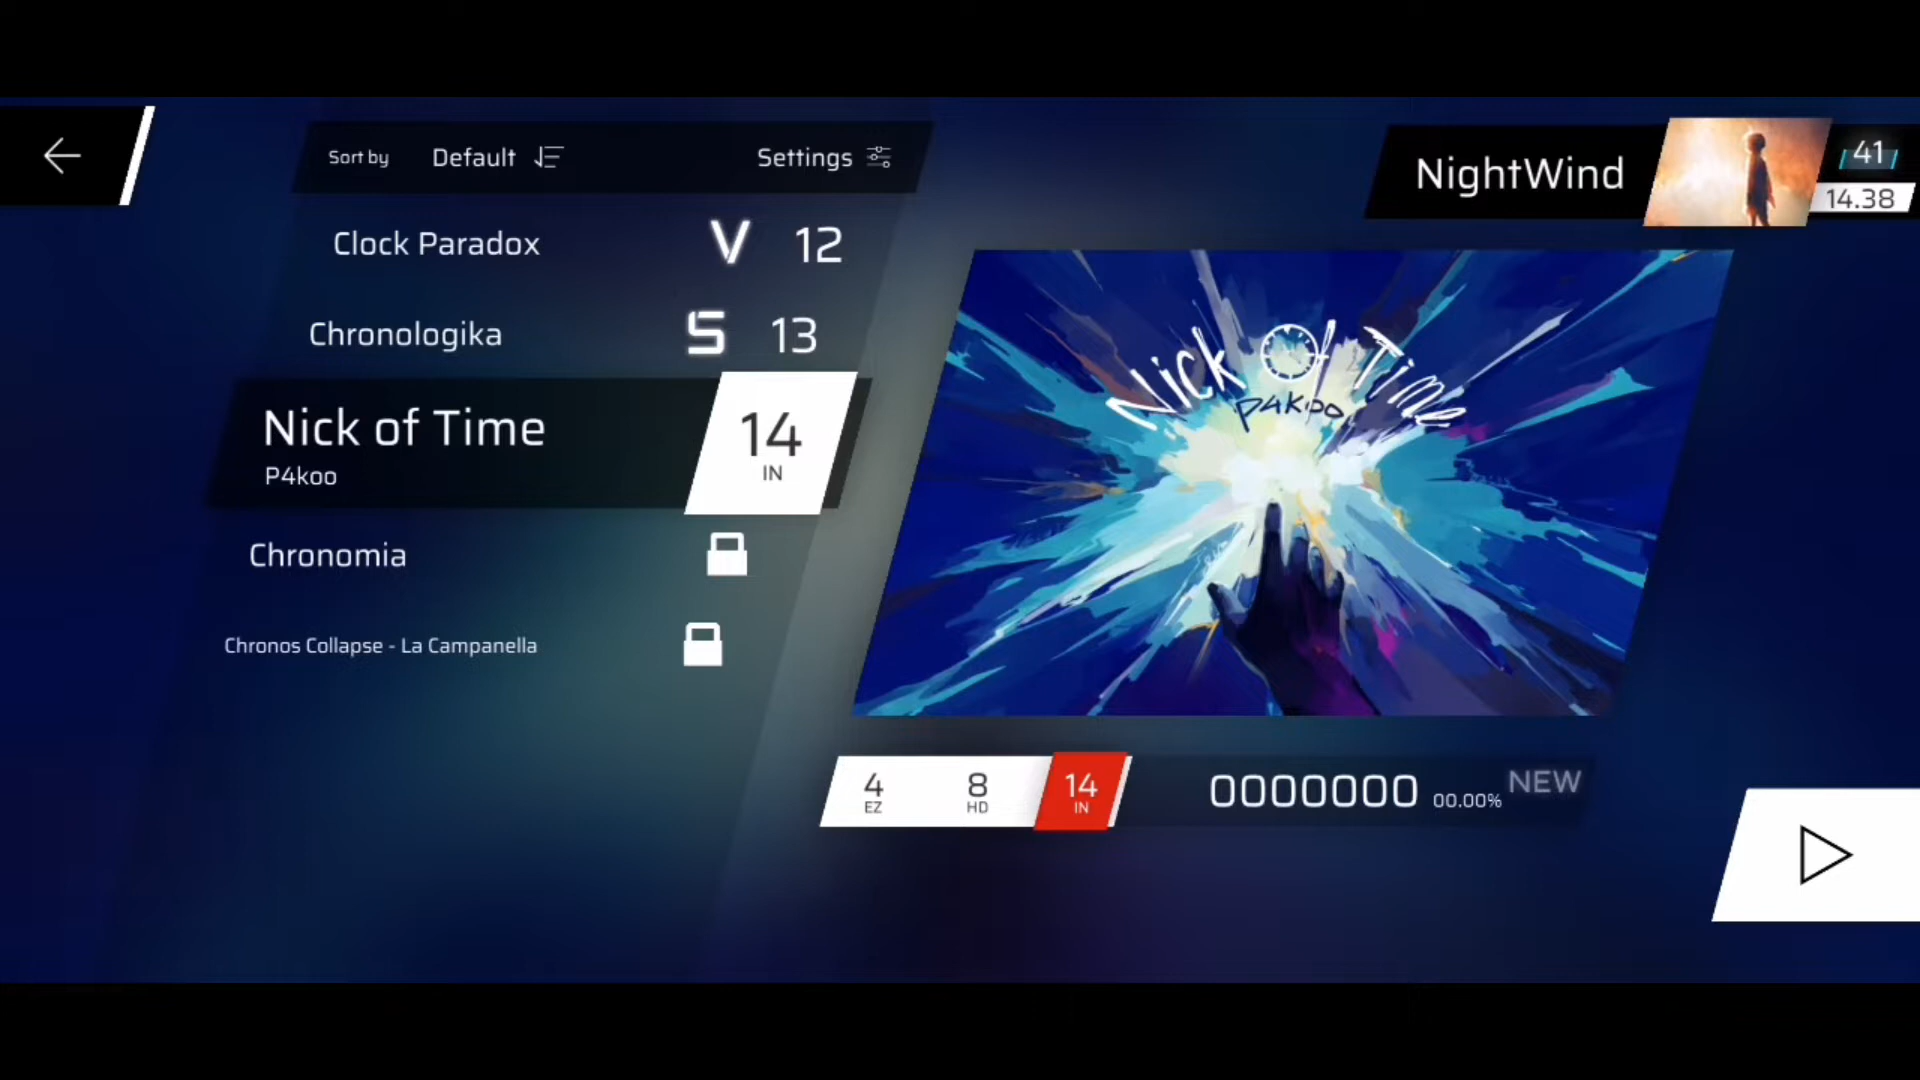 Sort by Default Settings
NightWind
41
14.38
Clock Paradox V 12
Chronologika S 13
Nick of Time
P4koo
14
IN
Chronomia
Chronos Collapse - La Campanella
Nick Of Time
P4koo
4 8 14
EZ HD IN
0000000 00.00% NEW